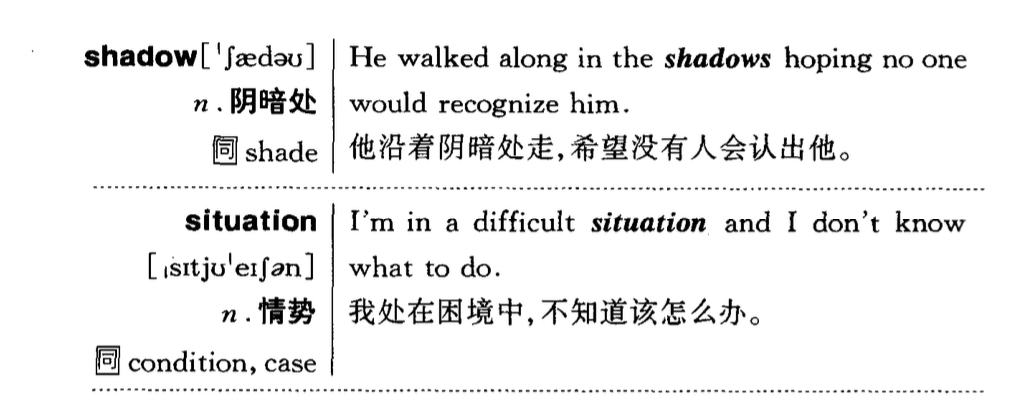 shadow[ˈʃædəʊ]
n.阴暗处
同 shade
He walked along in the shadows hoping no one
would recognize him.
他沿着阴暗处走,希望没有人会认出他。
situation
[ˌsɪtjʊˈeɪʃən]
n.情势
同 condition, case
I'm in a difficult situation and I don't know
what to do.
我处在困境中,不知道该怎么办。